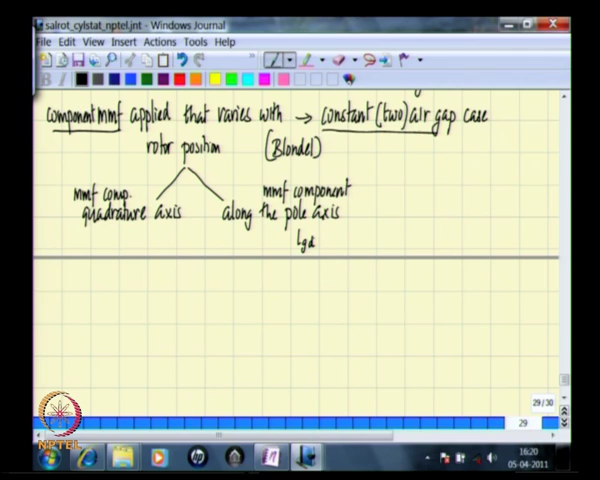 salrot_cylstat_nptel.jnt - Windows Journal
File Edit View Insert Actions Tools Help
component mmf applied that varies with → constant (two) air gap case
rotor position (Blondel)
mmf comp. mmf component
quadrature axis along the pole axis
lgd
29/30
29
NPTEL
16:20
05-04-2011